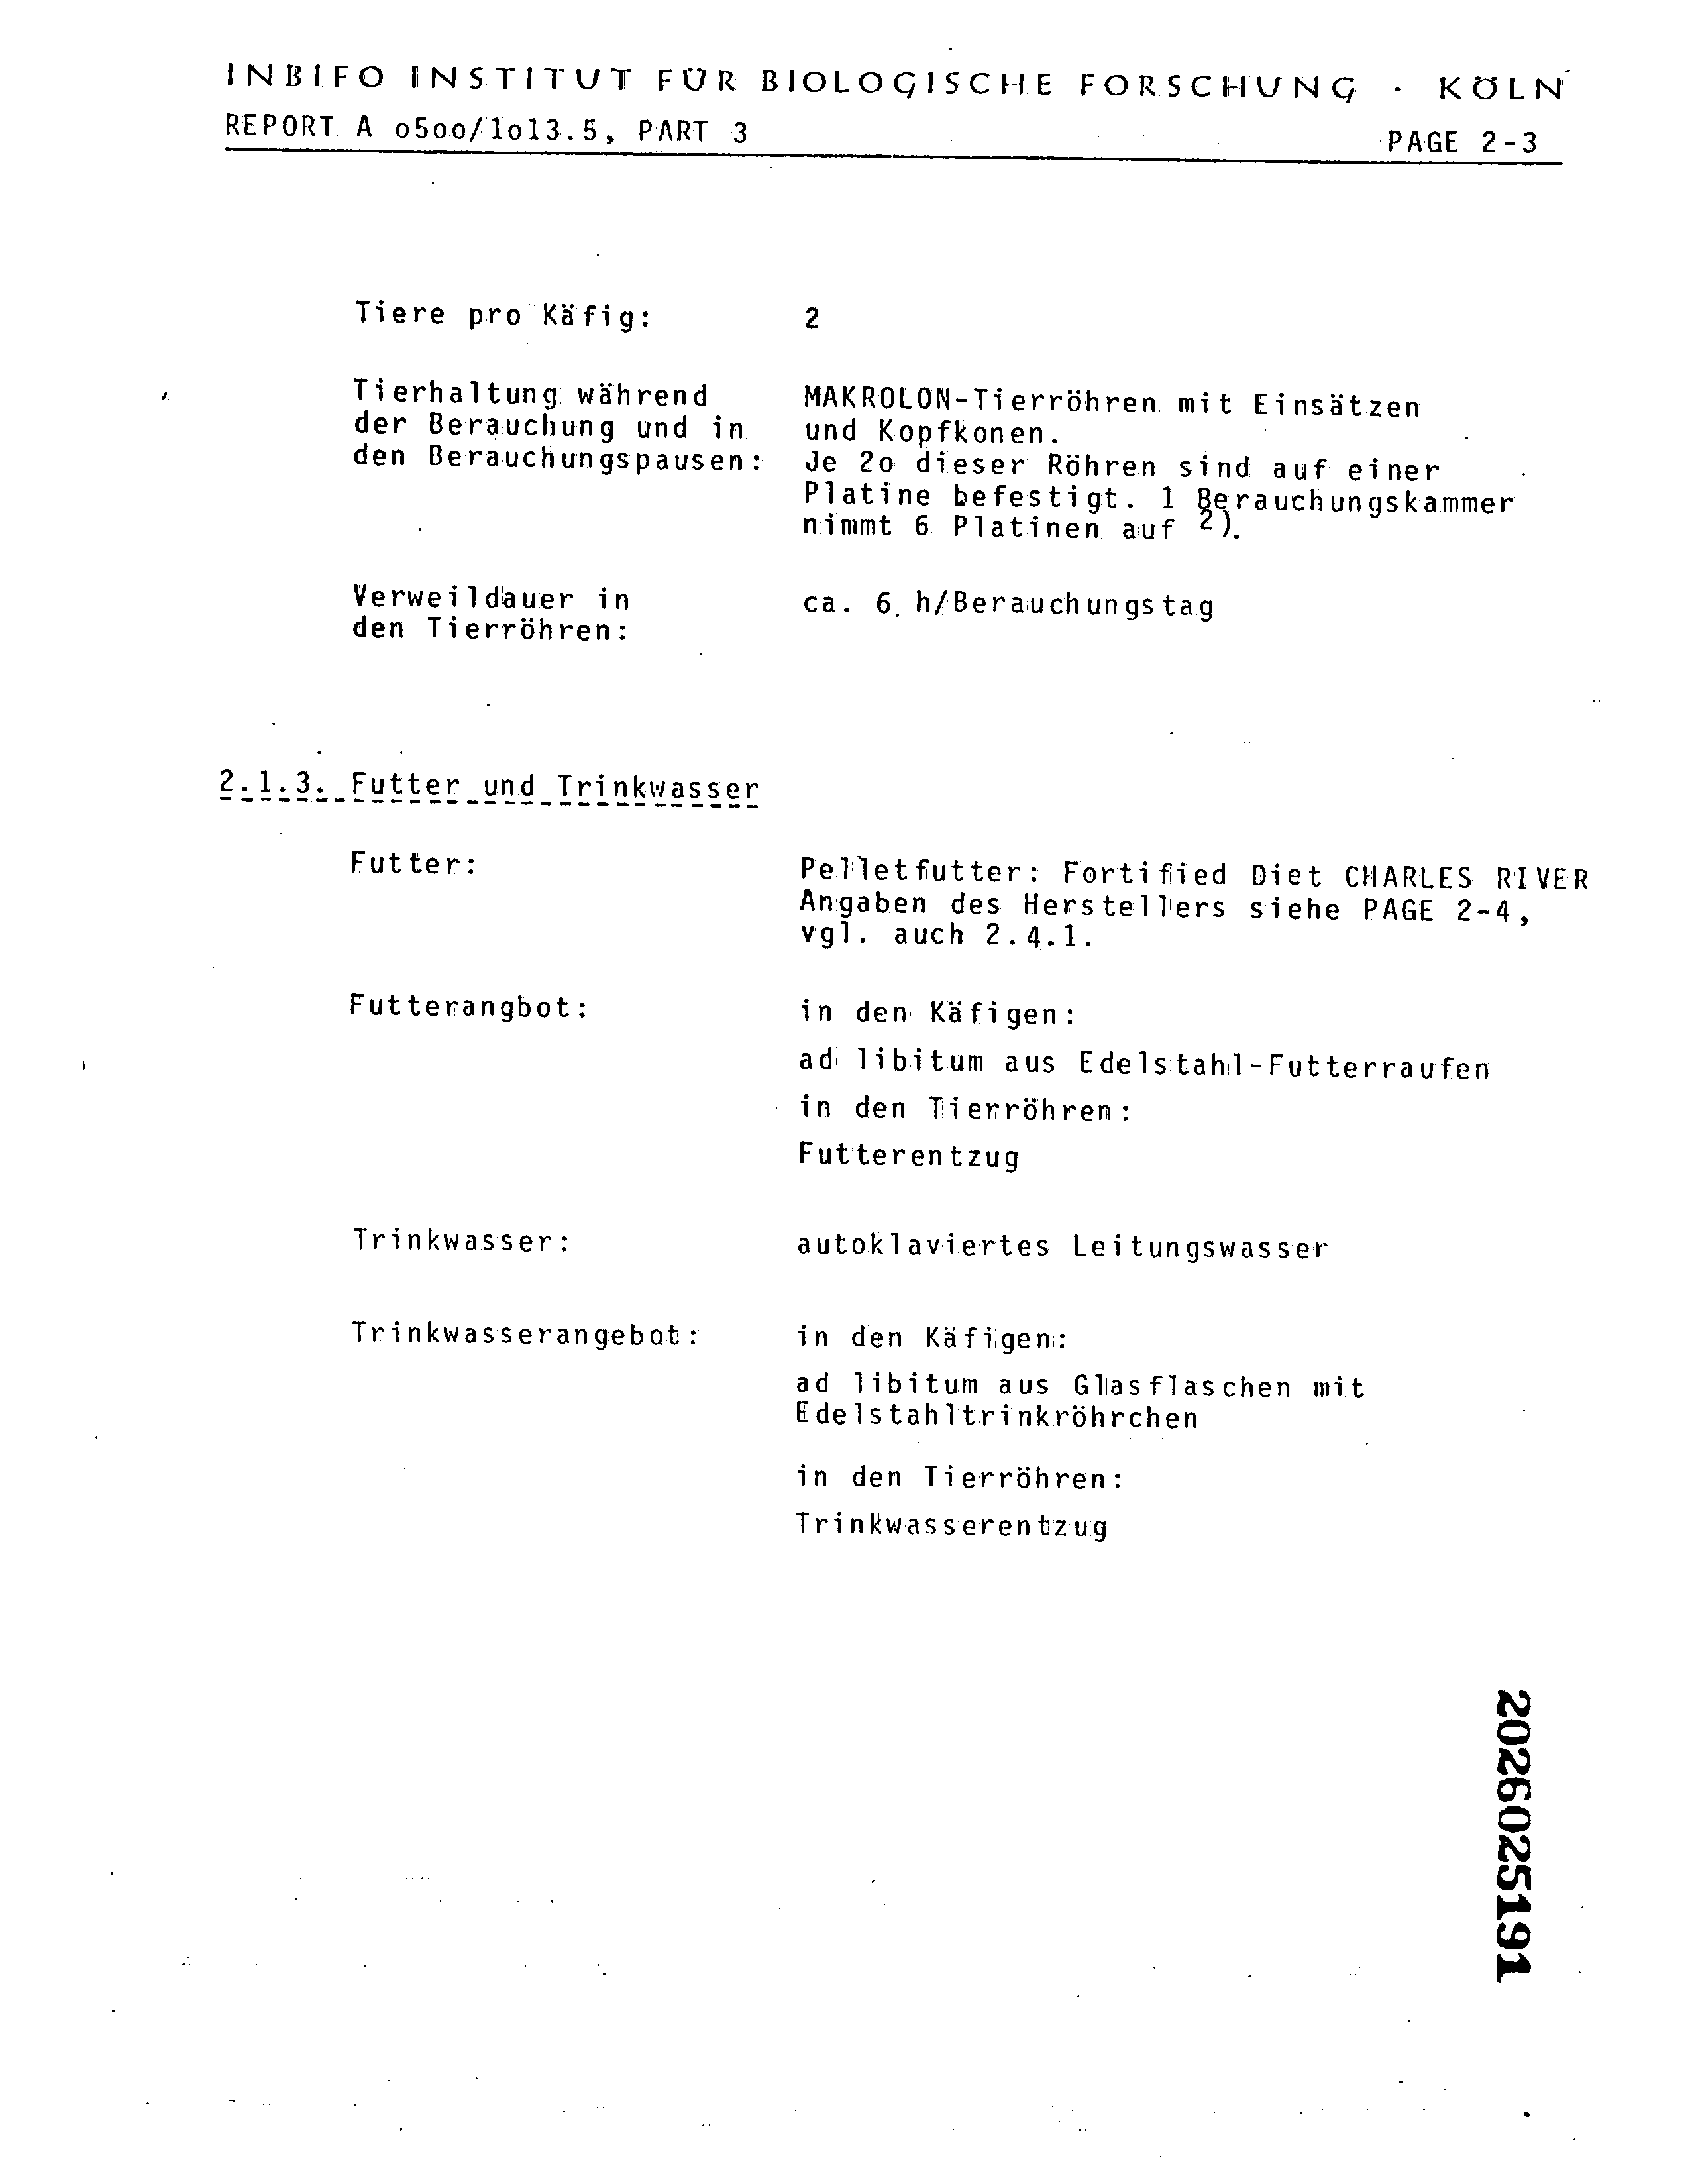 INBIFO INSTITUT FÜR BIOLOGISCHE FORSCHUNG · KÖLN
REPORT A o5oo/1o13.5, PART 3 PAGE 2-3
Tiere pro Käfig: 2
Tierhaltung während
der Berauchung und in
den Berauchungspausen:
MAKROLON-Tierröhren mit Einsätzen
und Kopfkonen.
Je 2o dieser Röhren sind auf einer
Platine befestigt. 1 Berauchungskammer
nimmt 6 Platinen auf 2).
Verweildauer in
den Tierröhren:
ca. 6 h/Berauchungstag
2.1.3. Futter und Trinkwasser
Futter:
Pelletfutter: Fortified Diet CHARLES RIVER
Angaben des Herstellers siehe PAGE 2-4,
vgl. auch 2.4.1.
Futterangbot:
in den Käfigen:
ad libitum aus Edelstahl-Futterraufen
in den Tierröhren:
Futterentzug
Trinkwasser: autoklaviertes Leitungswasser
Trinkwasserangebot:
in den Käfigen:
ad libitum aus Glasflaschen mit
Edelstahltrinkröhrchen
in den Tierröhren:
Trinkwasserentzug
2026025191